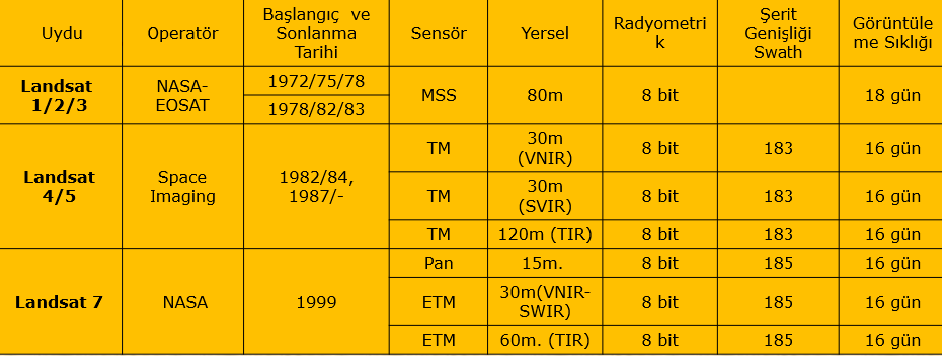 Uydu
Operatör
Başlangıç ve
Sonlanma
Tarihi
Sensör
Yersel
Radyometri
k
Şerit
Genişliği
Swath
Görüntüle
me Sıklığı
Landsat
1/2/3
NASA-
EOSAT
1972/75/78
1978/82/83
MSS
80m
8 bit
18 gün
Landsat
4/5
Space
Imaging
1982/84,
1987/-
TM
30m
(VNIR)
8 bit
183
16 gün
TM
30m
(SVIR)
8 bit
183
16 gün
TM
120m (TIR)
8 bit
183
16 gün
Landsat 7
NASA
1999
Pan
15m.
8 bit
185
16 gün
ETM
30m(VNIR-
SWIR)
8 bit
185
16 gün
ETM
60m. (TIR)
8 bit
185
16 gün